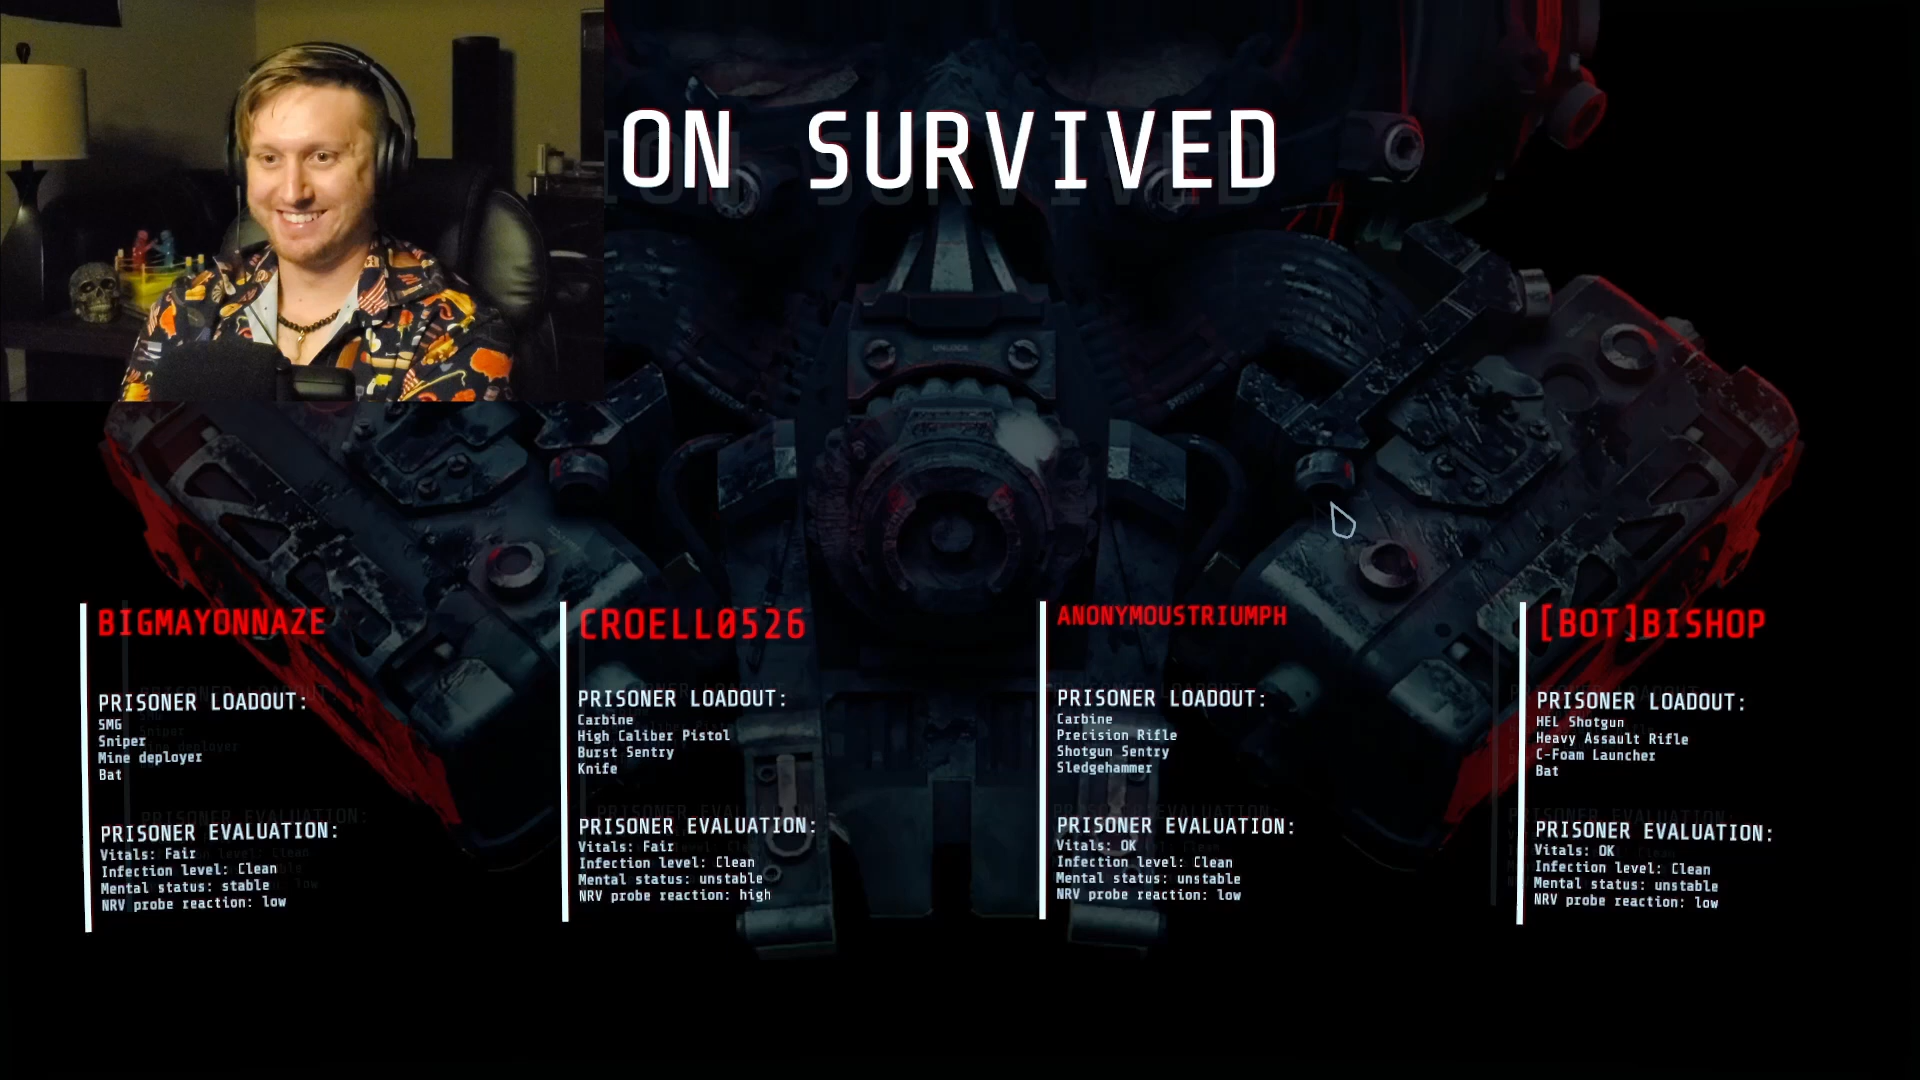 ON SURVIVED
BIGMAYONNAZE
PRISONER LOADOUT:
SMG
Sniper
Mine deployer
Bat
PRISONER EVALUATION:
Vitals: Fair
Infection level: Clean
Mental status: stable
NRV probe reaction: low
CROELL0526
PRISONER LOADOUT:
Carbine
High Caliber Pistol
Burst Sentry
Knife
PRISONER EVALUATION:
Vitals: Fair
Infection level: Clean
Mental status: unstable
NRV probe reaction: high
ANONYMOUSTRIUMPH
PRISONER LOADOUT:
Carbine
Precision Rifle
Shotgun Sentry
Sledgehammer
PRISONER EVALUATION:
Vitals: OK
Infection level: Clean
Mental status: unstable
NRV probe reaction: low
[BOT]BISHOP
PRISONER LOADOUT:
HEL Shotgun
Heavy Assault Rifle
C-Foam Launcher
Bat
PRISONER EVALUATION:
Vitals: OK
Infection level: Clean
Mental status: unstable
NRV probe reaction: low